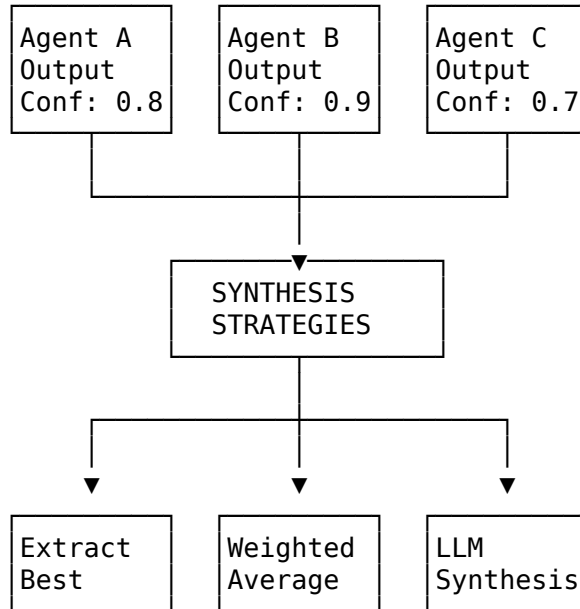 Agent A
Output
Conf: 0.8
Agent B
Output
Conf: 0.9
Agent C
Output
Conf: 0.7
SYNTHESIS
STRATEGIES
Extract
Best
Weighted
Average
LLM
Synthesis